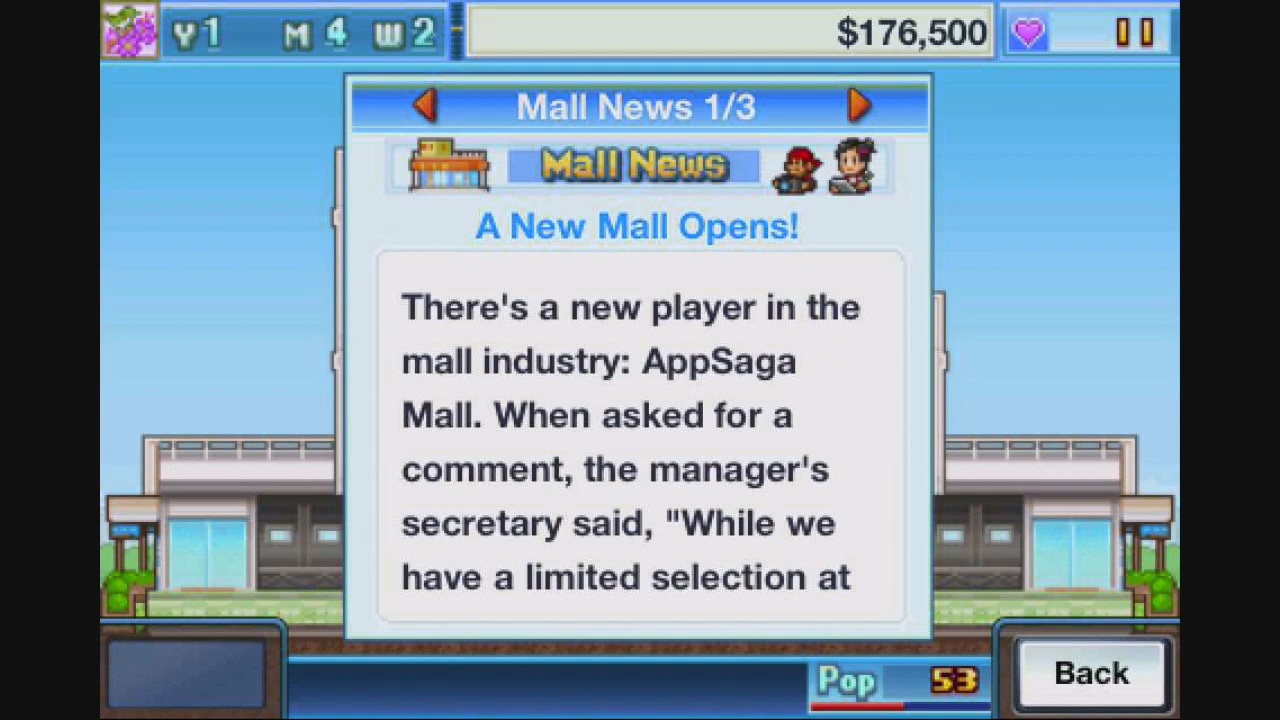 Y1 M 4 W 2
$176,500
Mall News 1/3
Mall News
A New Mall Opens!
There's a new player in the
mall industry: AppSaga
Mall. When asked for a
comment, the manager's
secretary said, "While we
have a limited selection at
Pop 53
Back